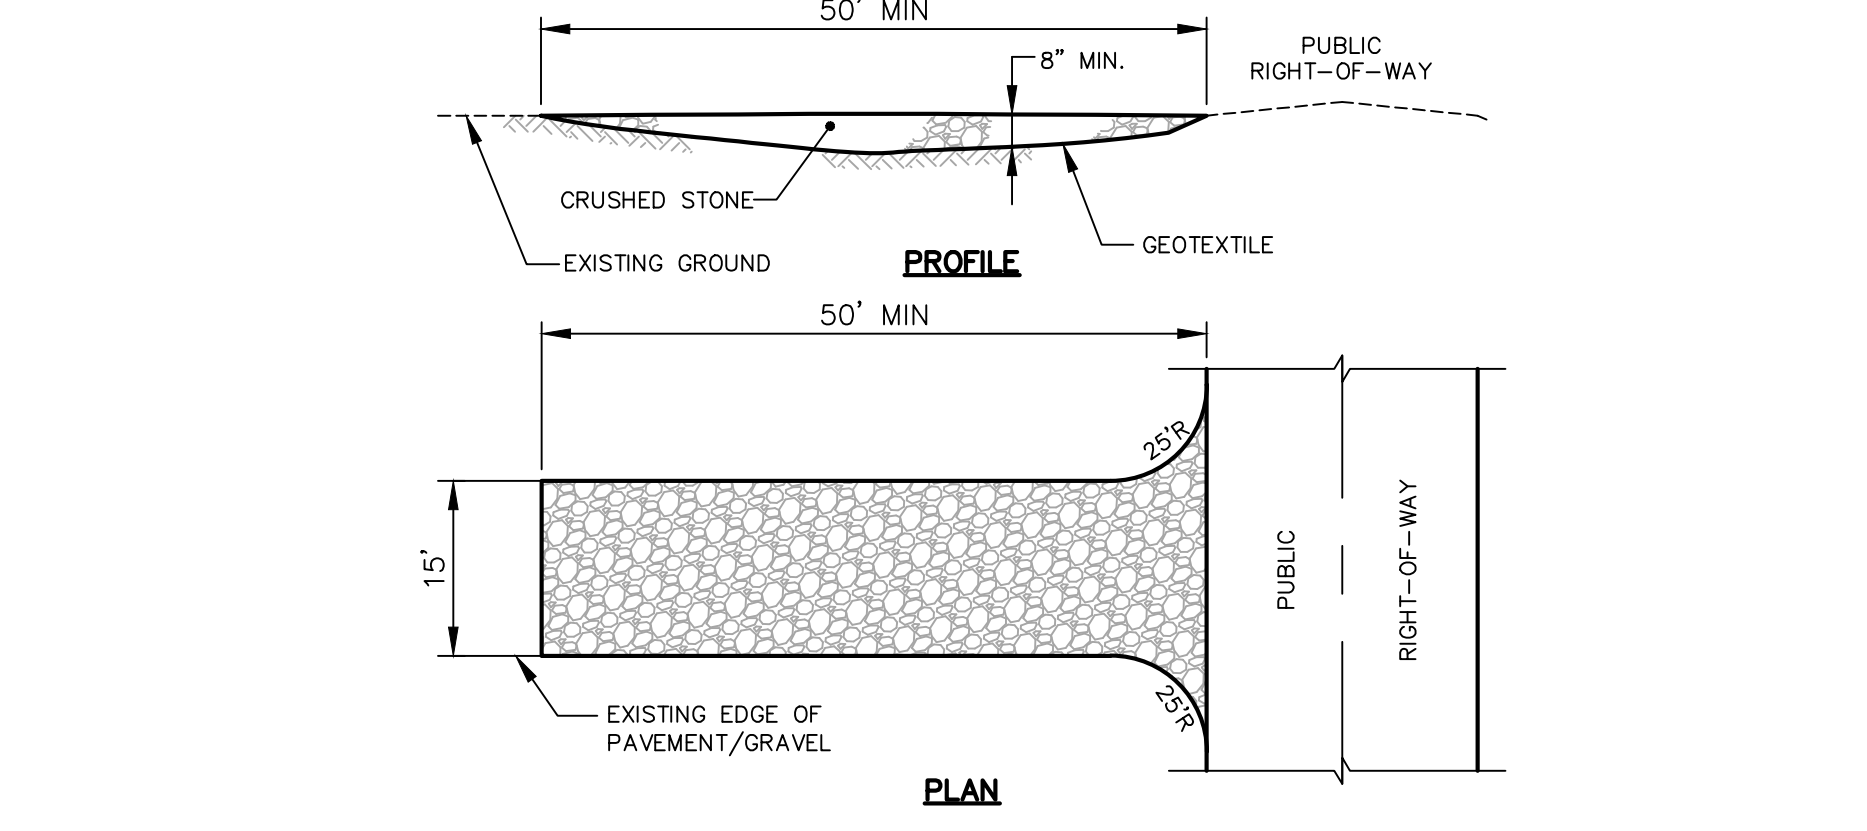 50' MIN
8" MIN.
PUBLIC
RIGHT-OF-WAY
CRUSHED STONE
GEOTEXTILE
EXISTING GROUND
PROFILE
50' MIN
25'R
15'
PUBLIC
RIGHT-OF-WAY
25'R
EXISTING EDGE OF
PAVEMENT/GRAVEL
PLAN